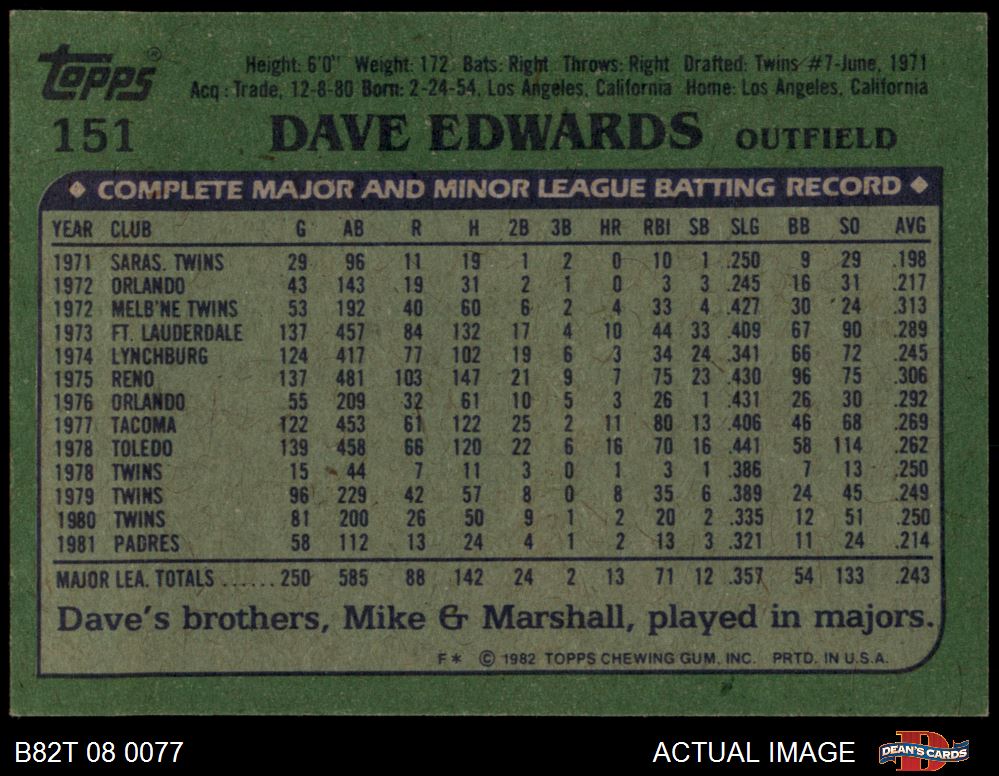 topps®
Height: 6'0" Weight: 172 Bats: Right Throws: Right Drafted: Twins #7-June, 1971
Acq: Trade, 12-8-80 Born: 2-24-54, Los Angeles, California Home: Los Angeles, California
151 DAVE EDWARDS OUTFIELD
◆ COMPLETE MAJOR AND MINOR LEAGUE BATTING RECORD ◆
YEAR CLUB G AB R H 2B 3B HR RBI SB SLG BB SO AVG
1971 SARAS. TWINS 29 96 11 19 1 2 0 10 1 .250 9 29 .198
1972 ORLANDO 43 143 19 31 2 1 0 3 3 .245 16 31 .217
1972 MELB'NE TWINS 53 192 40 60 6 2 4 33 4 .427 30 24 .313
1973 FT. LAUDERDALE 137 457 84 132 17 4 10 44 33 .409 67 90 .289
1974 LYNCHBURG 124 417 77 102 19 6 3 34 24 .341 66 72 .245
1975 RENO 137 481 103 147 21 9 7 75 23 .430 96 75 .306
1976 ORLANDO 55 209 32 61 10 5 3 26 1 .431 26 30 .292
1977 TACOMA 122 453 61 122 25 2 11 80 13 .406 46 68 .269
1978 TOLEDO 139 458 66 120 22 6 16 70 16 .441 58 114 .262
1978 TWINS 15 44 7 11 3 0 1 3 1 .386 7 13 .250
1979 TWINS 96 229 42 57 8 0 8 35 6 .389 24 45 .249
1980 TWINS 81 200 26 50 9 1 2 20 2 .335 12 51 .250
1981 PADRES 58 112 13 24 4 1 2 13 3 .321 11 24 .214
MAJOR LEA. TOTALS ...... 250 585 88 142 24 2 13 71 12 .357 54 133 .243
Dave's brothers, Mike & Marshall, played in majors.
F* © 1982 TOPPS CHEWING GUM, INC. PRTD. IN U.S.A.
B82T 08 0077 ACTUAL IMAGE DEAN'S CARDS